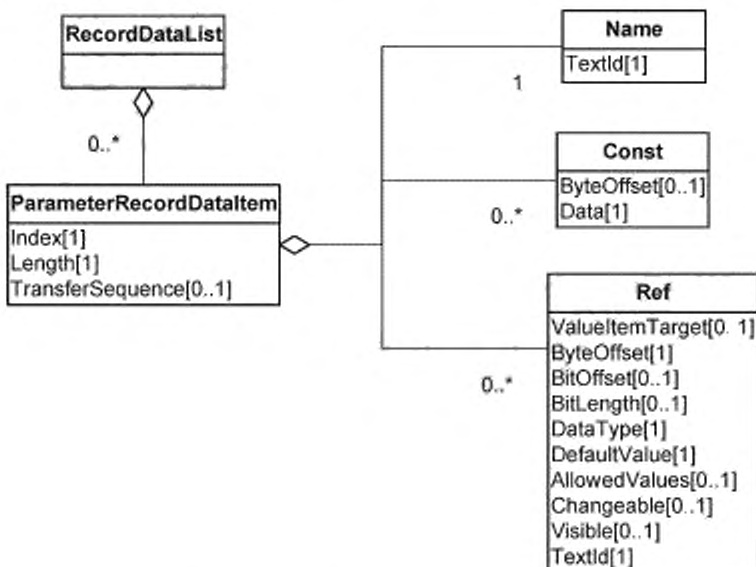 RecordDataList
0..*
ParameterRecordDataItem
Index[1]
Length[1]
TransferSequence[0..1]
Name
TextId[1]
1
Const
ByteOffset[0..1]
Data[1]
0..*
Ref
ValueItemTarget[0. 1]
ByteOffset[1]
BitOffset[0..1]
BitLength[0..1]
DataType[1]
DefaultValue[1]
AllowedValues[0..1]
Changeable[0..1]
Visible[0..1]
TextId[1]
0..*